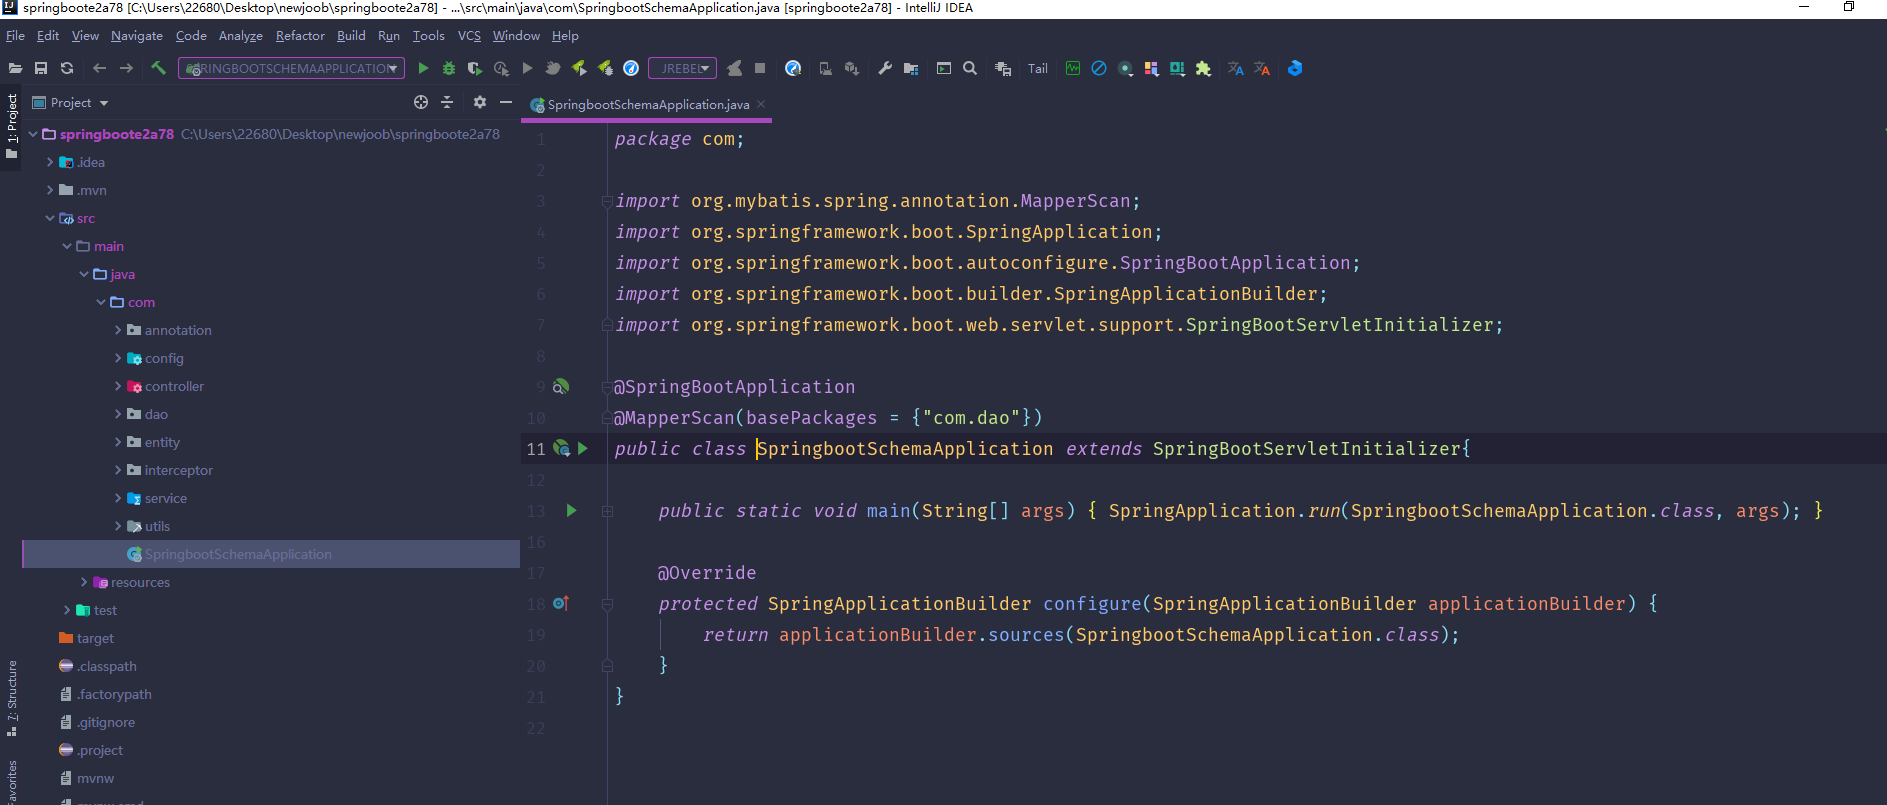 springboote2a78 [C:\Users\22680\Desktop\newjoob\springboote2a78] - ...\src\main\java\com\SpringbootSchemaApplication.java [springboote2a78] - IntelliJ IDEA
File Edit View Navigate Code Analyze Refactor Build Run Tools VCS Window Help
SPRINGBOOTSCHEMAAPPLICATION JREBEL Tail
Project
SpringbootSchemaApplication.java
1: Project
springboote2a78 C:\Users\22680\Desktop\newjoob\springboote2a78
.idea
.mvn
src
main
java
com
annotation
config
controller
dao
entity
interceptor
service
utils
SpringbootSchemaApplication
resources
test
target
.classpath
.factorypath
.gitignore
.project
mvnw
7: Structure
Favorites
1 package com;
2
3 import org.mybatis.spring.annotation.MapperScan;
4 import org.springframework.boot.SpringApplication;
5 import org.springframework.boot.autoconfigure.SpringBootApplication;
6 import org.springframework.boot.builder.SpringApplicationBuilder;
7 import org.springframework.boot.web.servlet.support.SpringBootServletInitializer;
8
9 @SpringBootApplication
10 @MapperScan(basePackages = {"com.dao"})
11 public class SpringbootSchemaApplication extends SpringBootServletInitializer{
12
13 public static void main(String[] args) { SpringApplication.run(SpringbootSchemaApplication.class, args); }
16
17 @Override
18 protected SpringApplicationBuilder configure(SpringApplicationBuilder applicationBuilder) {
19 return applicationBuilder.sources(SpringbootSchemaApplication.class);
20 }
21 }
22